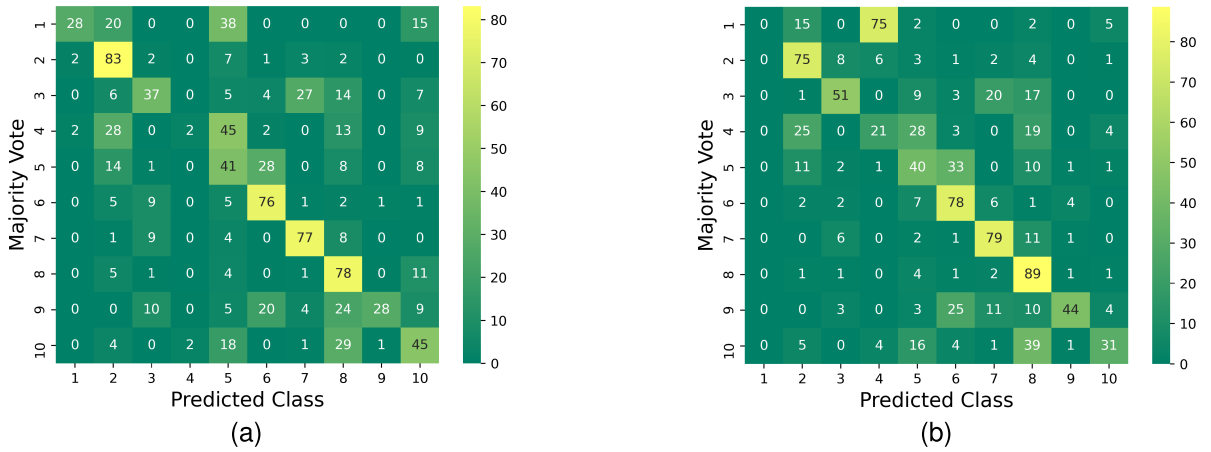 1 28 20 0 0 38 0 0 0 0 15 80
2 2 83 0 0 7 1 3 2 0 0 70
3 0 6 37 0 5 4 27 14 0 7 60
4 2 28 0 2 45 2 0 13 0 9 50
5 0 14 1 0 41 28 0 8 0 8
6 0 5 9 0 5 76 1 2 1 1 40
7 0 1 9 0 4 0 77 8 0 0 30
8 0 5 1 0 4 0 1 78 0 11 20
9 0 0 10 0 5 20 4 24 28 9 10
10 0 4 0 2 18 0 1 29 1 45 0
Majority Vote
1 2 3 4 5 6 7 8 9 10
Predicted Class
(a)
1 0 15 0 75 2 0 0 2 0 5
2 0 75 8 6 3 1 2 4 0 1 80
3 0 1 51 0 9 3 20 17 0 0 70
4 0 25 0 21 28 3 0 19 0 4 60
5 0 11 2 1 40 33 0 10 1 1 50
6 0 2 2 0 7 78 6 1 4 0 40
7 0 0 6 0 2 1 79 11 1 0 30
8 0 1 1 0 4 1 2 89 1 1 20
9 0 0 3 0 3 25 11 10 44 4 10
10 0 5 0 4 16 4 1 39 1 31 0
Majority Vote
1 2 3 4 5 6 7 8 9 10
Predicted Class
(b)